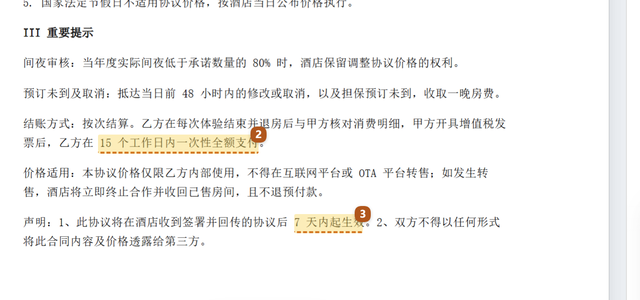 5. 国家法定节假日不适用协议价格，按酒店当日公布价格执行。
III 重要提示
间夜审核：当年度实际间夜低于承诺数量的 80% 时，酒店保留调整协议价格的权利。
预订未到及取消：抵达当日前 48 小时内的修改或取消，以及担保预订未到，收取一晚房费。
结账方式：按次结算。乙方在每次体验结束并退房后与甲方核对消费明细，甲方开具增值税发
票后，乙方在 15 个工作日内一次性全额支付。
2
价格适用：本协议价格仅限乙方内部使用，不得在互联网平台或 OTA 平台转售；如发生转
售，酒店将立即终止合作并收回已售房间，且不退预付款。
声明：1、此协议将在酒店收到签署并回传的协议后 7 天内起生效。2、双方不得以任何形式
3
将此合同内容及价格透露给第三方。